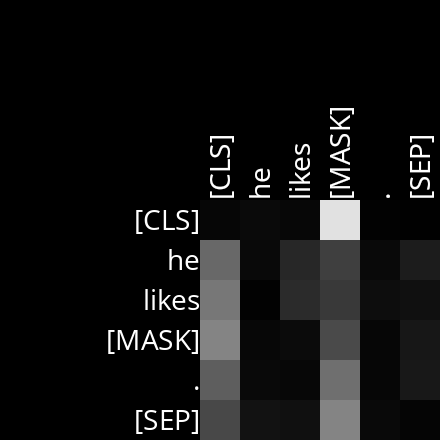 [CLS] he likes [MASK] . [SEP]
[CLS]
he
likes
[MASK]
.
[SEP]